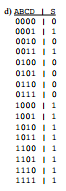 d) ABCD | S
0000 | 0
0001 | 1
0010 | 0
0011 | 0
0100 | 0
0101 | 0
0110 | 0
0111 | 0
1000 | 1
1001 | 1
1010 | 1
1011 | 1
1100 | 1
1101 | 1
1110 | 1
1111 | 1